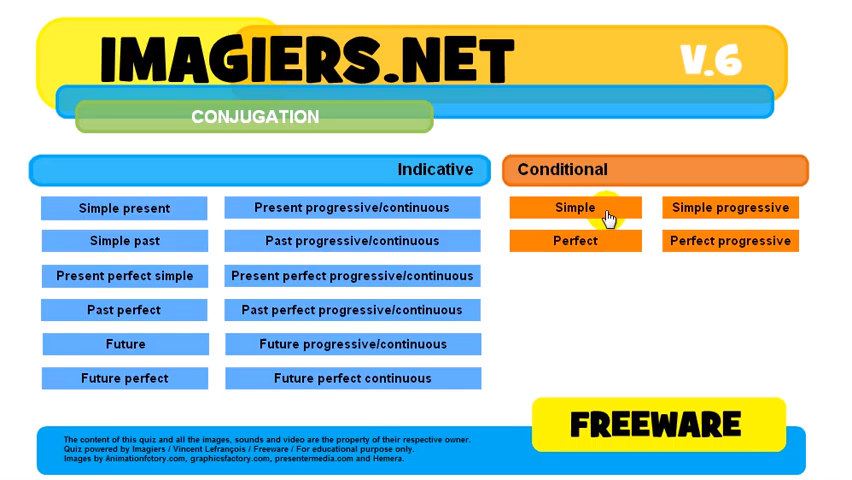 IMAGIERS.NET
V.6
CONJUGATION
Indicative
Conditional
Simple present
Present progressive/continuous
Simple
Simple progressive
Simple past
Past progressive/continuous
Perfect
Perfect progressive
Present perfect simple
Present perfect progressive/continuous
Past perfect
Past perfect progressive/continuous
Future
Future progressive/continuous
Future perfect
Future perfect continuous
FREEWARE
The content of this quiz and all the images, sounds and video are the property of their respective owner.
Quiz powered by Imagiers / Vincent Lefrançois / Freeware / For educational purpose only.
Images by Animationfctory.com, graphicsfactory.com, presentermedia.com and Hemera.